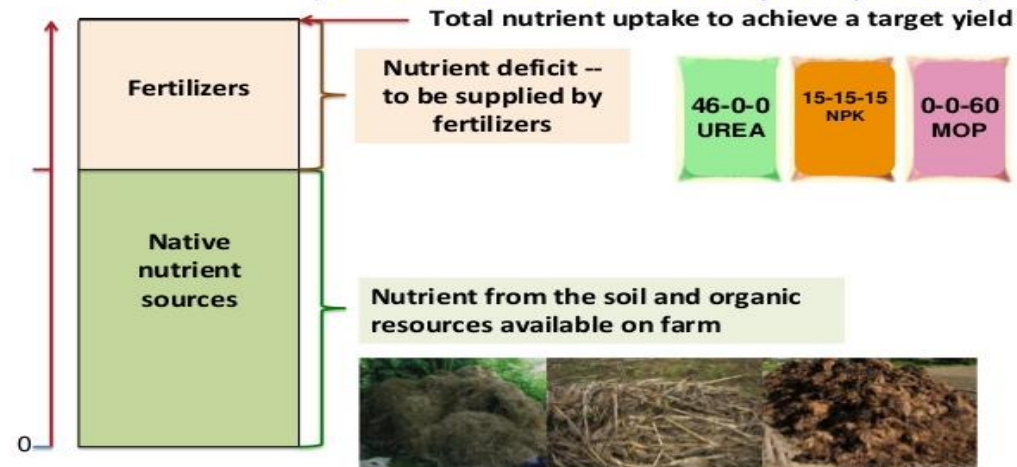 Total nutrient uptake to achieve a target yield
Fertilizers
Nutrient deficit --
to be supplied by
fertilizers
46-0-0
UREA
15-15-15
NPK
0-0-60
MOP
Native
nutrient
sources
Nutrient from the soil and organic
resources available on farm
0